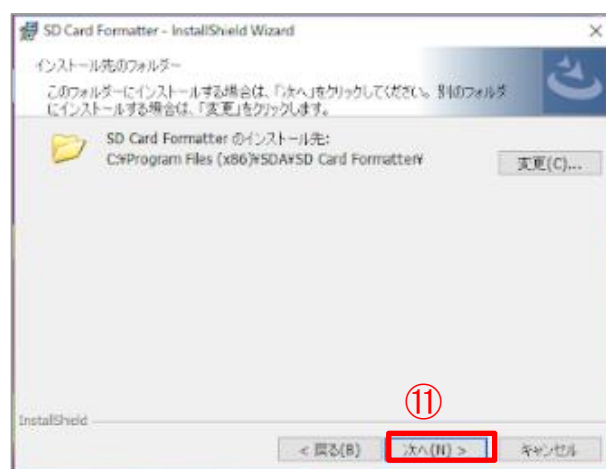 SD Card Formatter - InstallShield Wizard
インストール先のフォルダー
このフォルダーにインストールする場合は、「次へ」をクリックしてください。別のフォルダ
にインストールする場合は、「変更」をクリックします。
SD Card Formatter のインストール先:
C:¥Program Files (x86)¥SDA¥SD Card Formatter¥
変更(C)...
⑪
InstallShield
< 戻る(B)
次へ(N) >
キャンセル